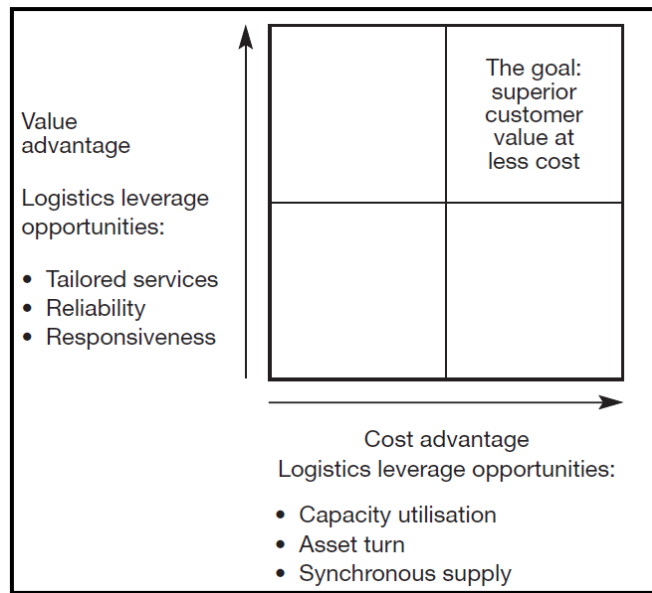 The goal:
superior
customer
value at
less cost
Value
advantage
Logistics leverage
opportunities:
• Tailored services
• Reliability
• Responsiveness
Cost advantage
Logistics leverage opportunities:
• Capacity utilisation
• Asset turn
• Synchronous supply